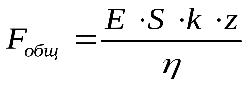 F_общ = (E · S · k · z) / η